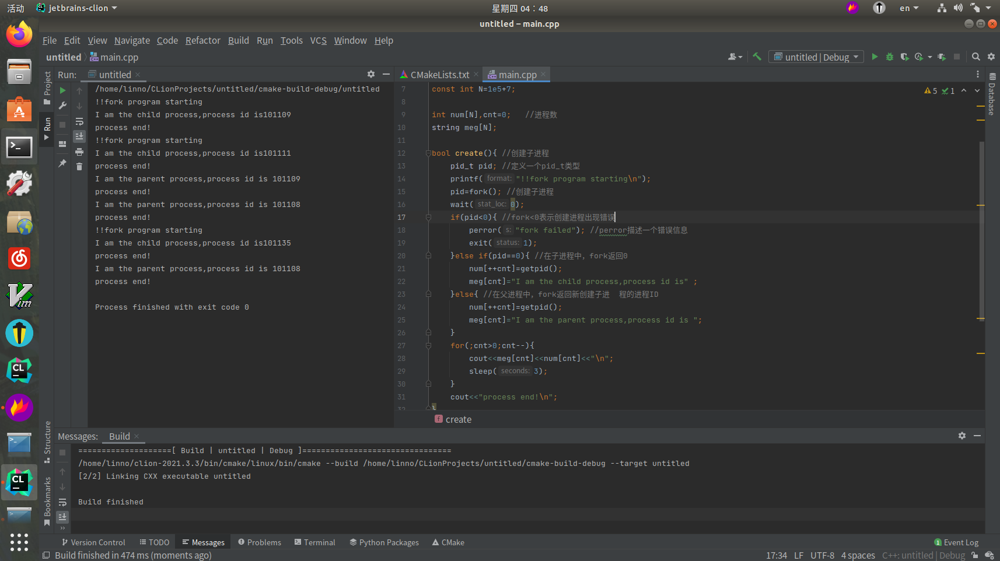 活动 jetbrains-clion 星期四 04：48 en
untitled – main.cpp
File Edit View Navigate Code Refactor Build Run Tools VCS Window Help
untitled main.cpp untitled | Debug
Run: untitled
CMakeLists.txt main.cpp
Project
Run
Structure
Bookmarks
Database
/home/linno/CLionProjects/untitled/cmake-build-debug/untitled
!!fork program starting
I am the child process,process id is101109
process end!
!!fork program starting
I am the child process,process id is101111
process end!
I am the parent process,process id is 101109
process end!
I am the parent process,process id is 101108
process end!
!!fork program starting
I am the child process,process id is101135
process end!
I am the parent process,process id is 101108
process end!
Process finished with exit code 0
5 1
7 const int N=1e5+7;
8
9 int num[N],cnt=0; //进程数
10 string meg[N];
11
12 bool create(){ //创建子进程
13 pid_t pid; //定义一个pid_t类型
14 printf( format: "!!fork program starting\n");
15 pid=fork(); //创建子进程
16 wait( stat_loc: 0);
17 if(pid<0){ //fork<0表示创建进程出现错误
18 perror( s: "fork failed"); //perror描述一个错误信息
19 exit( status: 1);
20 }else if(pid==0){ //在子进程中，fork返回0
21 num[++cnt]=getpid();
22 meg[cnt]="I am the child process,process id is" ;
23 }else{ //在父进程中，fork返回新创建子进 程的进程ID
24 num[++cnt]=getpid();
25 meg[cnt]="I am the parent process,process id is ";
26 }
27 for(;cnt>0;cnt--){
28 cout<<meg[cnt]<<num[cnt]<<"\n";
29 sleep( seconds: 3);
30 }
31 cout<<"process end!\n";
32 }
f create
Messages: Build
====================[ Build | untitled | Debug ]================================
/home/linno/clion-2021.3.3/bin/cmake/linux/bin/cmake --build /home/linno/CLionProjects/untitled/cmake-build-debug --target untitled
[2/2] Linking CXX executable untitled
Build finished
Version Control TODO Messages Problems Terminal Python Packages CMake 1 Event Log
Build finished in 474 ms (moments ago) 17:34 LF UTF-8 4 spaces C++: untitled | Debug